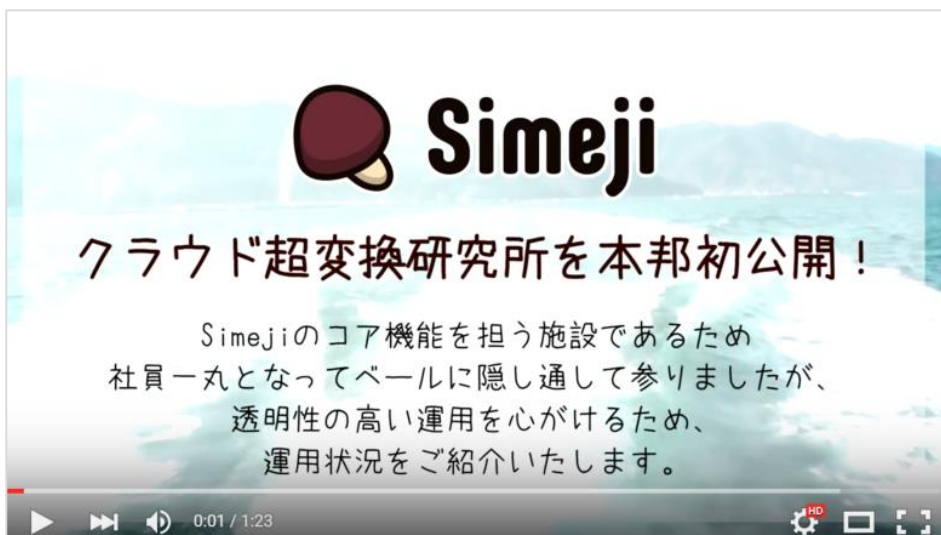 Simeji
クラウド超変換研究所を本邦初公開！
Simejiのコア機能を担う施設であるため
社員一丸となってベールに隠し通して参りましたが、
透明性の高い運用を心がけるため、
運用状況をご紹介いたします。
0:01 / 1:23
HD